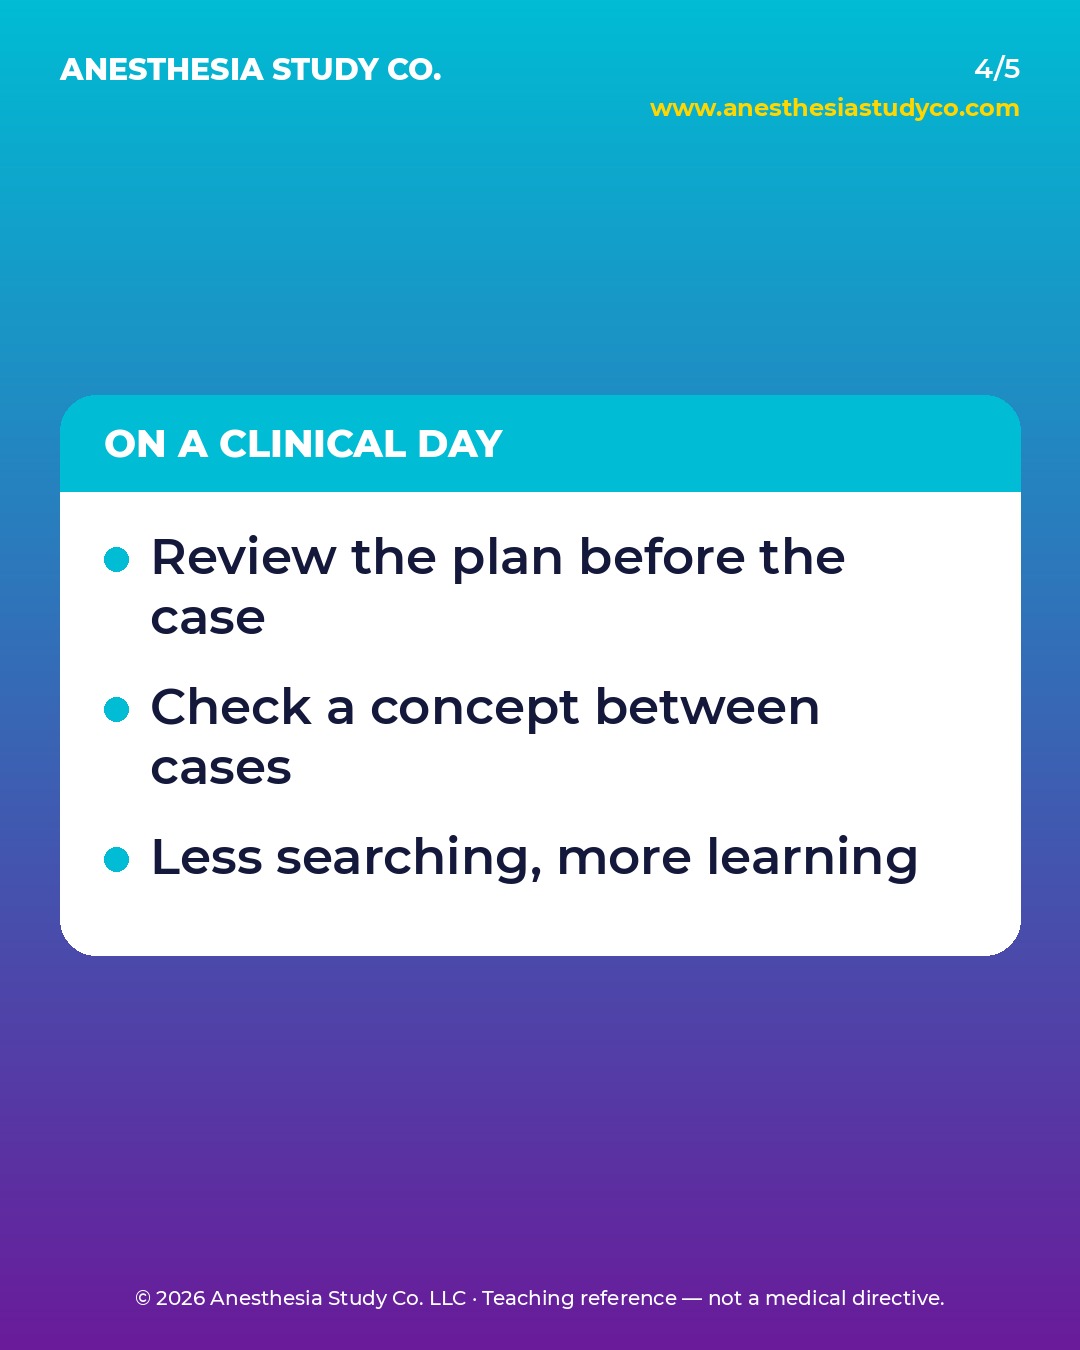 ANESTHESIA STUDY CO.
4/5
www.anesthesiastudyco.com
ON A CLINICAL DAY
Review the plan before the
case
Check a concept between
cases
Less searching, more learning
© 2026 Anesthesia Study Co. LLC · Teaching reference — not a medical directive.